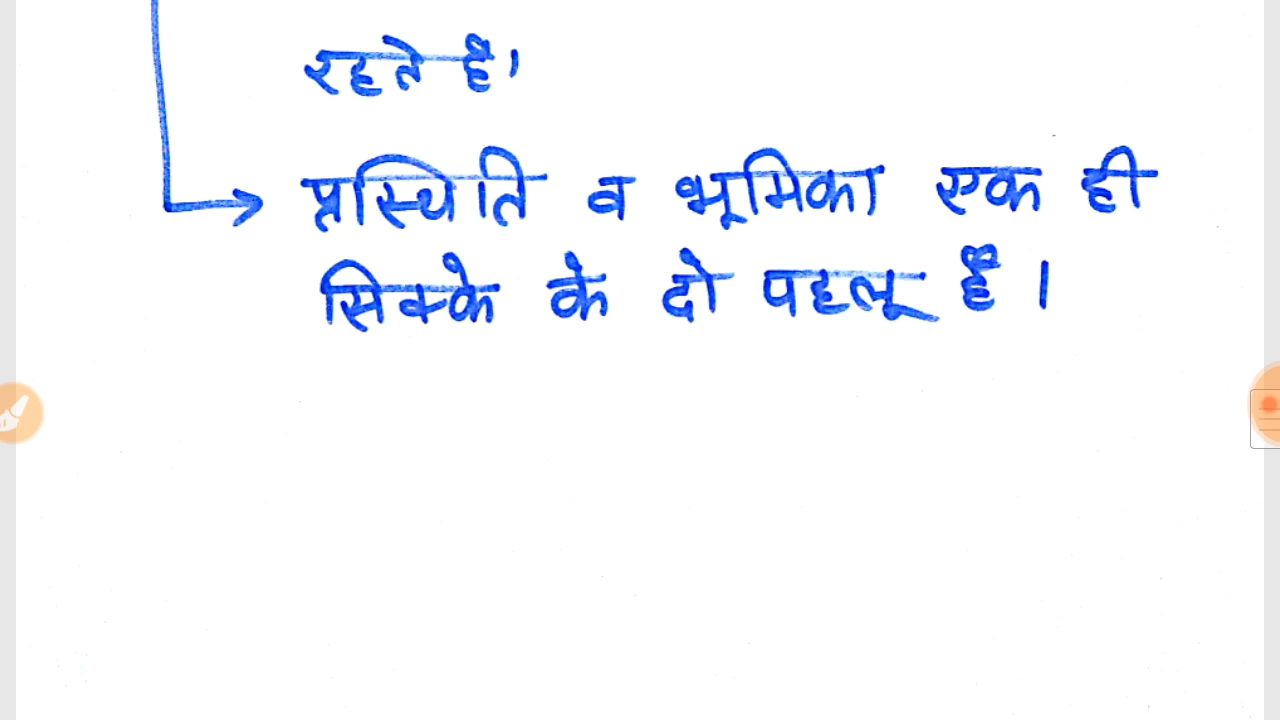 रहते है।
प्रस्थिति व भूमिका एक ही
सिक्के के दो पहलू हैं।